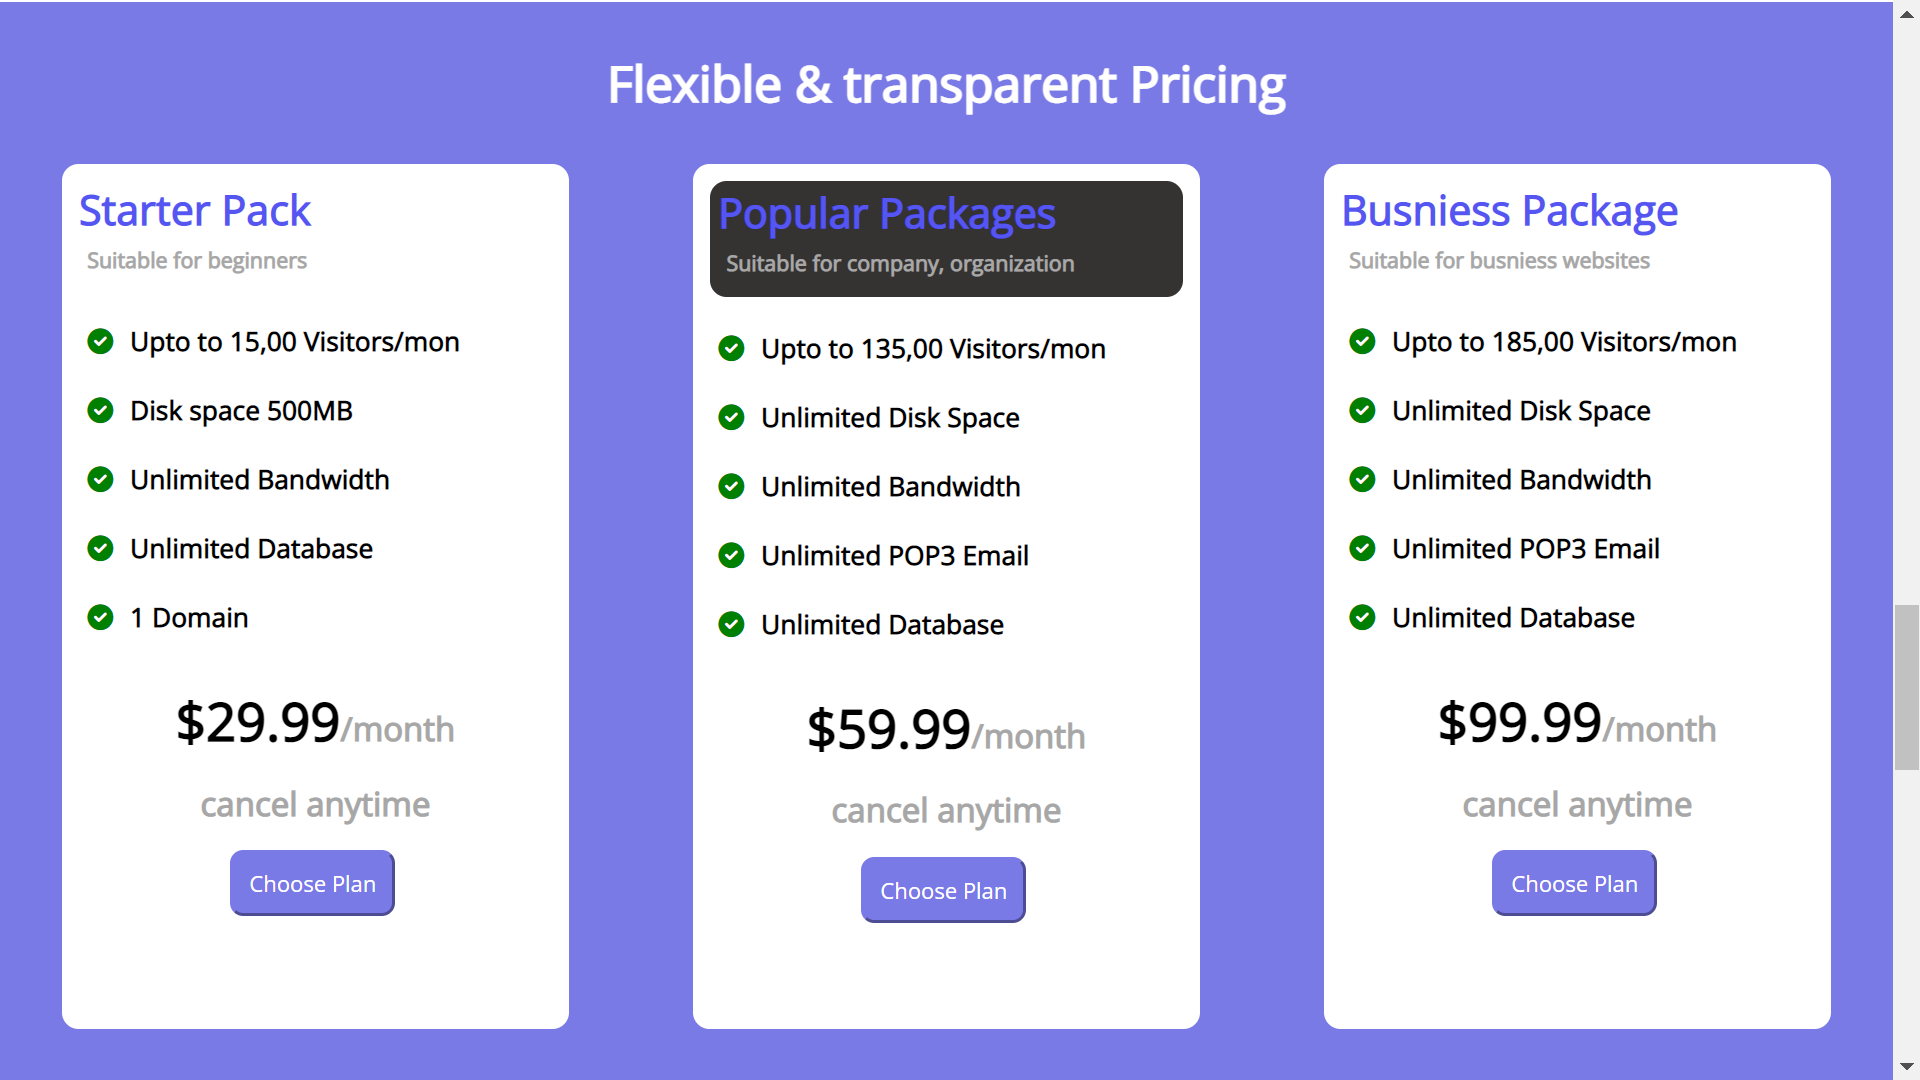 Flexible & transparent Pricing
Starter Pack
Suitable for beginners
Upto to 15,00 Visitors/mon
Disk space 500MB
Unlimited Bandwidth
Unlimited Database
1 Domain
$29.99/month
cancel anytime
Choose Plan
Popular Packages
Suitable for company, organization
Upto to 135,00 Visitors/mon
Unlimited Disk Space
Unlimited Bandwidth
Unlimited POP3 Email
Unlimited Database
$59.99/month
cancel anytime
Choose Plan
Busniess Package
Suitable for busniess websites
Upto to 185,00 Visitors/mon
Unlimited Disk Space
Unlimited Bandwidth
Unlimited POP3 Email
Unlimited Database
$99.99/month
cancel anytime
Choose Plan